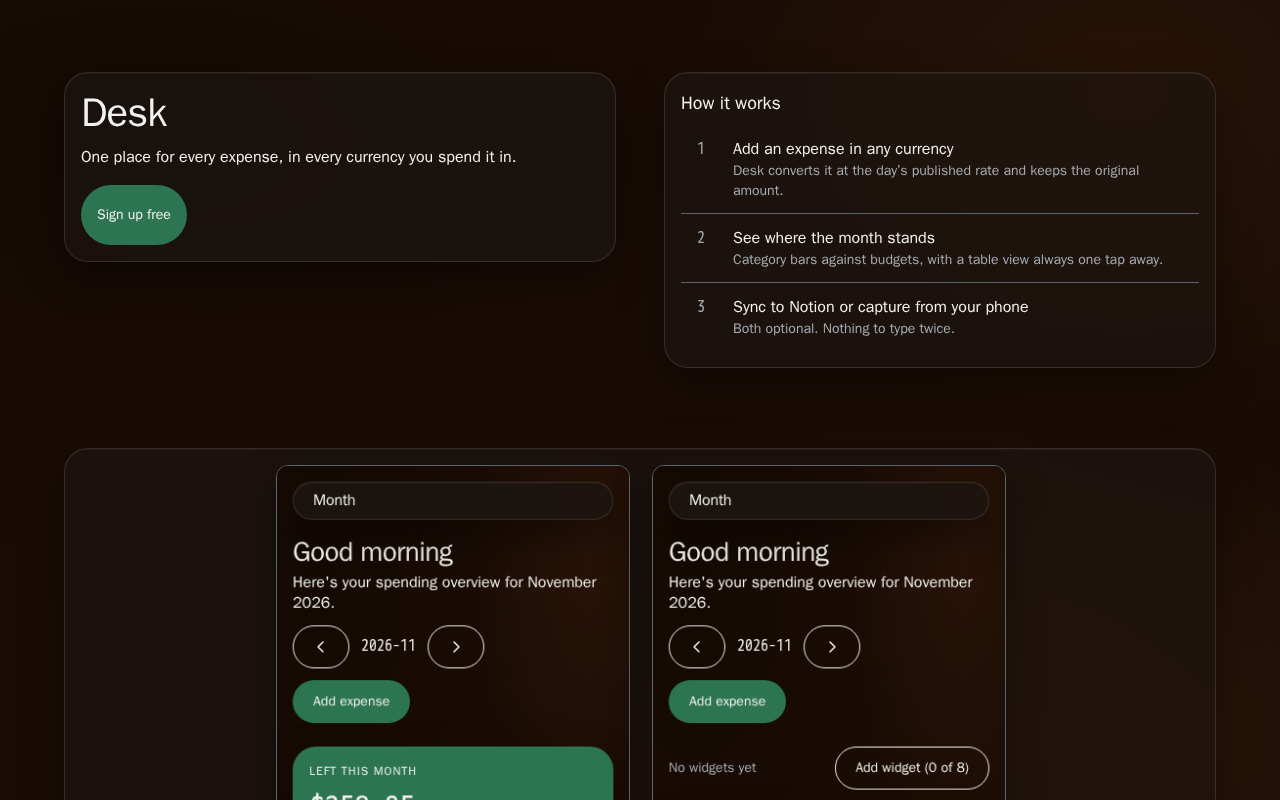 Desk
One place for every expense, in every currency you spend it in.
Sign up free
How it works
1
Add an expense in any currency
Desk converts it at the day's published rate and keeps the original
amount.
2
See where the month stands
Category bars against budgets, with a table view always one tap away.
3
Sync to Notion or capture from your phone
Both optional. Nothing to type twice.
Month
Good morning
Here's your spending overview for November
2026.
2026-11
Add expense
LEFT THIS MONTH
Month
Good morning
Here's your spending overview for November
2026.
2026-11
Add expense
No widgets yet
Add widget (0 of 8)